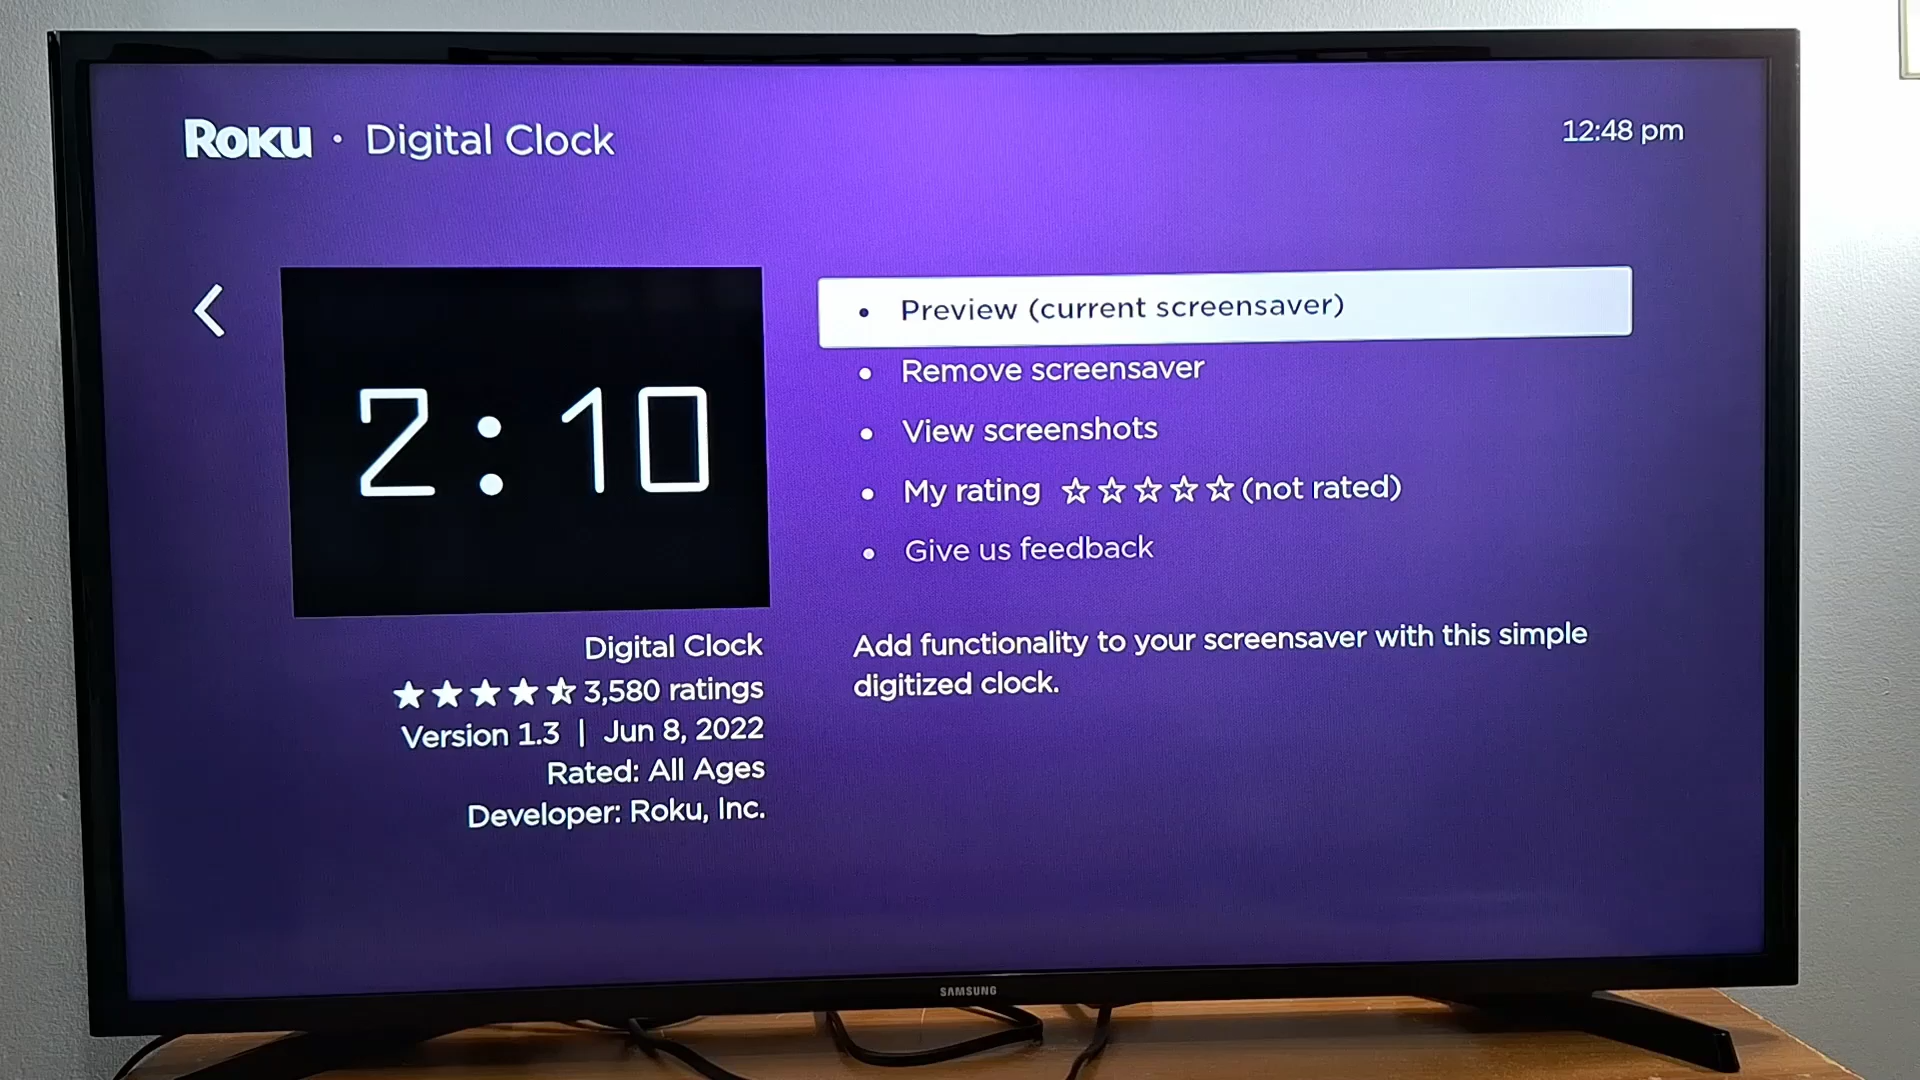 Roku · Digital Clock
12:48 pm
2:10
• Preview (current screensaver)
• Remove screensaver
• View screenshots
• My rating ☆☆☆☆☆ (not rated)
• Give us feedback
Digital Clock
3,580 ratings
Version 1.3 | Jun 8, 2022
Rated: All Ages
Developer: Roku, Inc.
Add functionality to your screensaver with this simple
digitized clock.
SAMSUNG